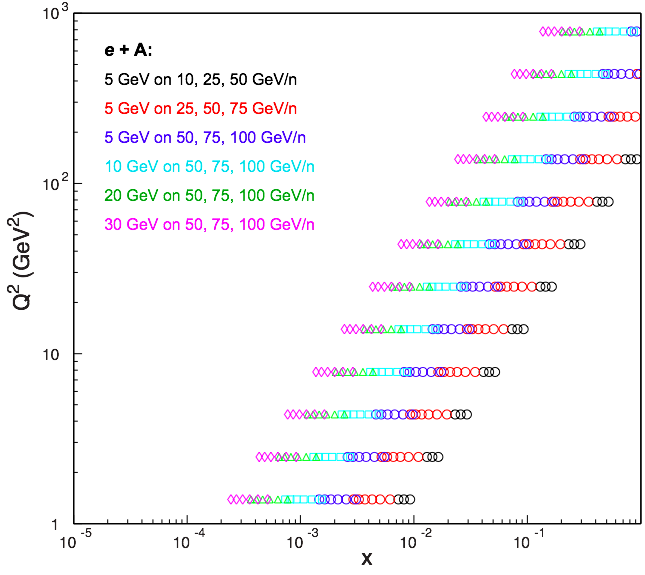 10^3
e + A:
5 GeV on 10, 25, 50 GeV/n
5 GeV on 25, 50, 75 GeV/n
5 GeV on 50, 75, 100 GeV/n
10 GeV on 50, 75, 100 GeV/n
20 GeV on 50, 75, 100 GeV/n
30 GeV on 50, 75, 100 GeV/n
10^2
Q^2 (GeV^2)
10
1
10^-5
10^-4
10^-3
10^-2
10^-1
x